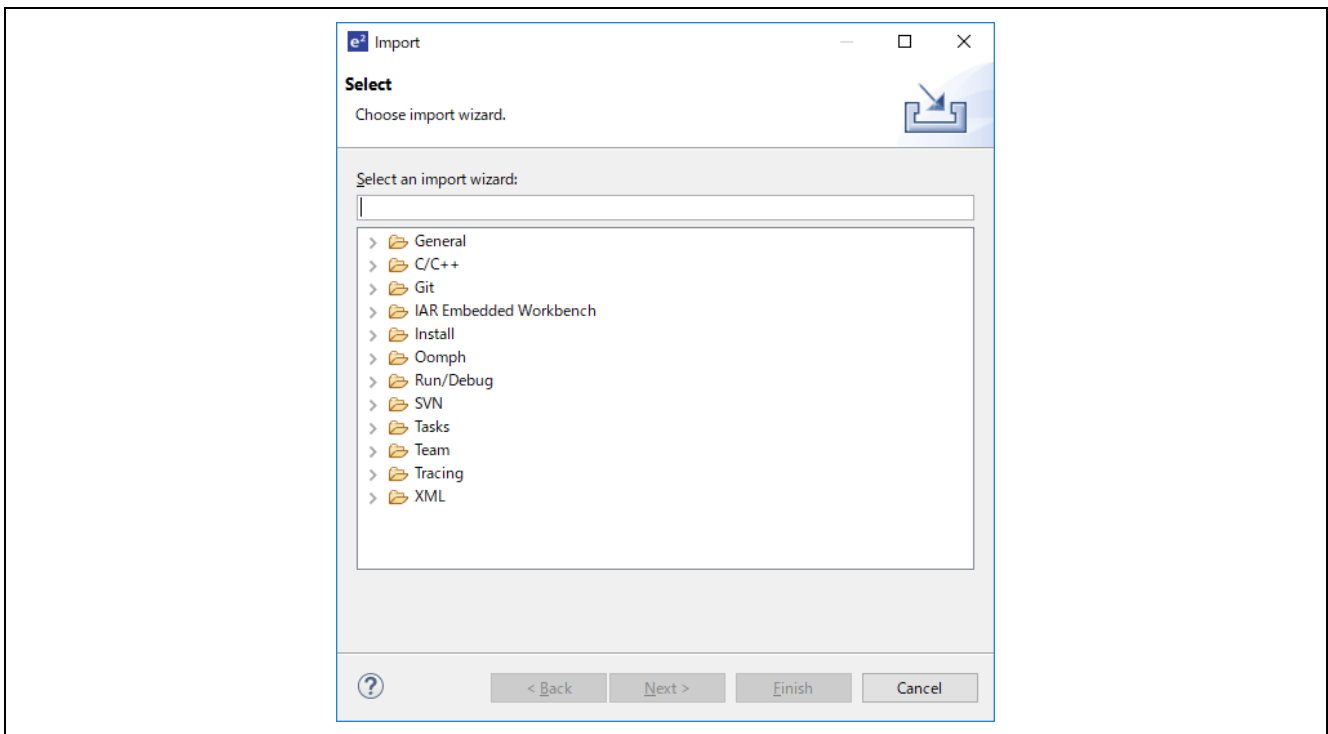 e² Import
Select
Choose import wizard.
Select an import wizard:
General
C/C++
Git
IAR Embedded Workbench
Install
Oomph
Run/Debug
SVN
Tasks
Team
Tracing
XML
? < Back Next > Finish Cancel